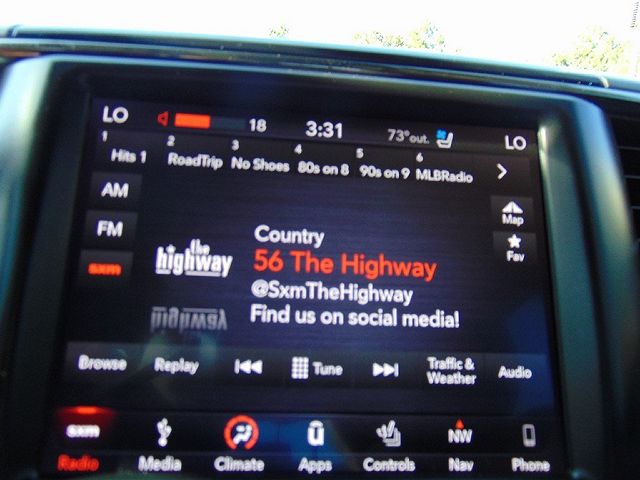 LO 18 3:31 73° out. LO
1 2 3 4 5 6
Hits 1 RoadTrip No Shoes 80s on 8 90s on 9 MLBRadio
AM
Map
FM
Fav
sxm
the
highway
Country
56 The Highway
@SxmTheHighway
Find us on social media!
Browse Replay Tune Traffic & Weather Audio
sxm NW
Radio Media Climate Apps Controls Nav Phone